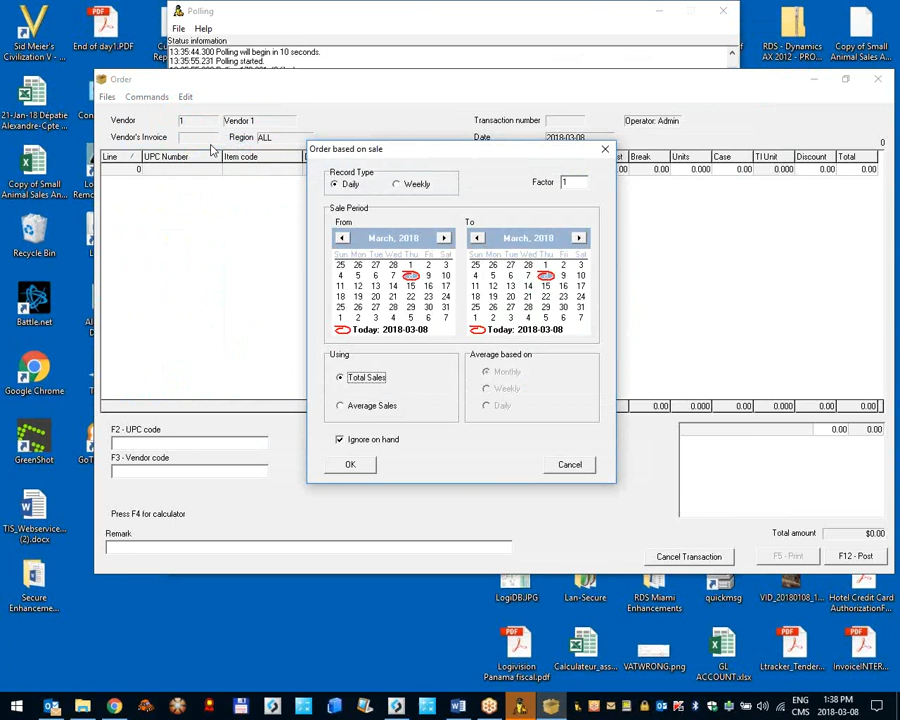 Sid Meier's
Civilization V - ...
End of day1.PDF
Polling
File Help
Status information
13:35:44.300 Polling will begin in 10 seconds.
13:35:55.231 Polling started.
RDS - Dynamics
AX 2012 - PRO...
Copy of Small
Animal Sales An...
21-Jan-18 Depatie
Alexandre-Cpte ...
Copy of Small
Animal Sales An...
Recycle Bin
Battle.net
Google Chrome
GreenShot
TIS_Webservice...
(2).docx
Secure
Enhanceme...
Order
Files Commands Edit
Vendor 1 Vendor 1
Transaction number
Operator: Admin
Vendor's Invoice
Region ALL
Date 2018-03-08
0
Line / UPC Number Item code
Break Units Case TI Unit Discount Total
0
0.00 0.000 0.00 0.000 0.00 0.00
Order based on sale
Record Type
Daily Weekly
Factor 1
Sale Period
From To
March, 2018 March, 2018
Sun Mon Tue Wed Thu Fri Sat Sun Mon Tue Wed Thu Fri Sat
25 26 27 28 1 2 3 25 26 27 28 1 2 3
4 5 6 7 9 10 4 5 6 7 9 10
11 12 13 14 15 16 17 11 12 13 14 15 16 17
18 19 20 21 22 23 24 18 19 20 21 22 23 24
25 26 27 28 29 30 31 25 26 27 28 29 30 31
1 2 3 4 5 6 7 1 2 3 4 5 6 7
Today: 2018-03-08 Today: 2018-03-08
Using
Total Sales
Average Sales
Average based on
Monthly
Weekly
Daily
Ignore on hand
OK Cancel
0.00 0.000 0.00 0.000 0.00 0.00
F2 - UPC code
F3 - Vendor code
0.00 0.00
Press F4 for calculator
Remark
Total amount $0.00
Cancel Transaction F5 - Print F12 - Post
LogiDBJPG
Lan-Secure
RDS Miami
Enhancements
quickmsg
VID_20180108_1...
Hotel Credit Card
AuthorizationF...
Logivision
Panama fiscal.pdf
Calculateur_ass...
VATWRONG.png
GL
ACCOUNT.xlsx
Ltracker_Tender...
InvoiceINTER...
ENG
CMS
1:38 PM
2018-03-08